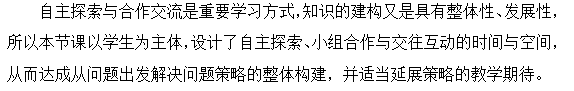 自主探索与合作交流是重要学习方式，知识的建构又是具有整体性、发展性，
所以本节课以学生为主体，设计了自主探索、小组合作与交往互动的时间与空间，
从而达成从问题出发解决问题策略的整体构建，并适当延展策略的教学期待。